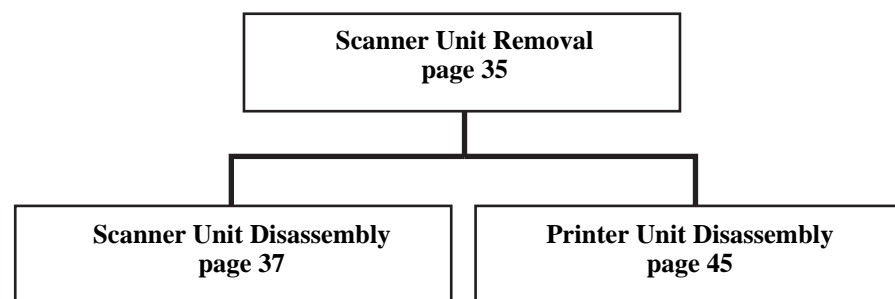 Scanner Unit Removal
page 35
Scanner Unit Disassembly
page 37
Printer Unit Disassembly
page 45